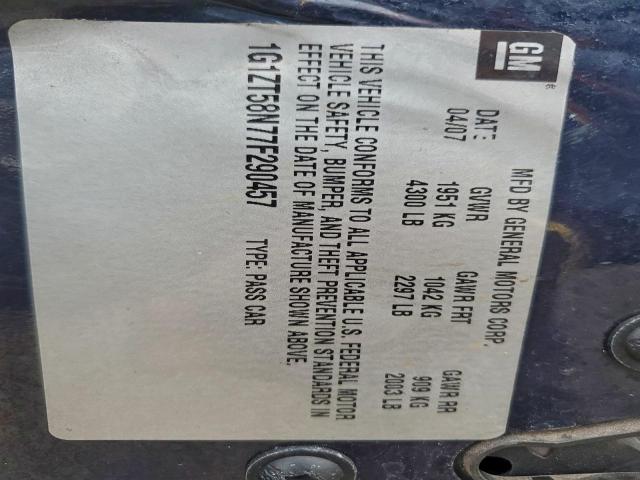 GM
MFD BY GENERAL MOTORS CORP.
DATE: GVWR GAWR FRT GAWR RR
04/07 1951 KG 1042 KG 909 KG
4300 LB 2297 LB 2003 LB
THIS VEHICLE CONFORMS TO ALL APPLICABLE U.S. FEDERAL MOTOR
VEHICLE SAFETY, BUMPER, AND THEFT PREVENTION STANDARDS IN
EFFECT ON THE DATE OF MANUFACTURE SHOWN ABOVE.
1G1ZT58N77F290457 TYPE: PASS CAR